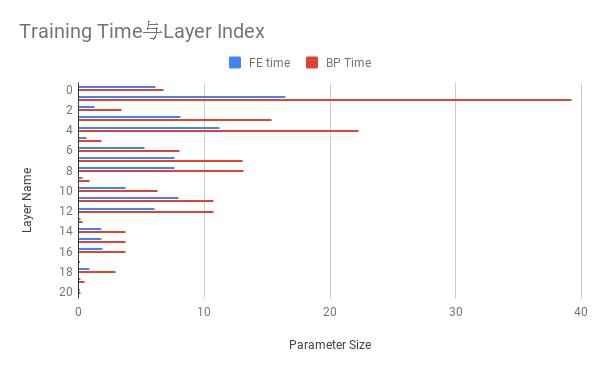 Training Time与Layer Index
FE time BP Time
0
2
4
6
8
10
12
14
16
18
20
Layer Name
0 10 20 30 40
Parameter Size